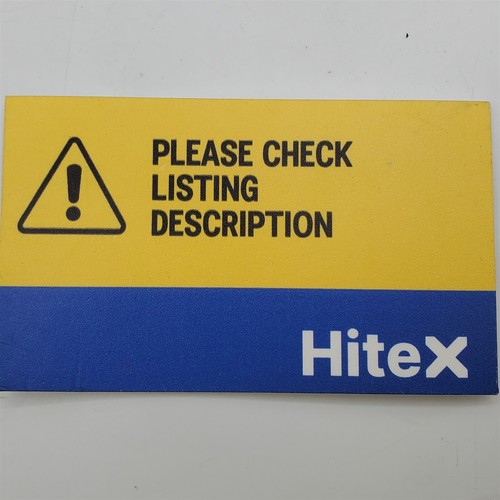 PLEASE CHECK
LISTING
DESCRIPTION
HiteX